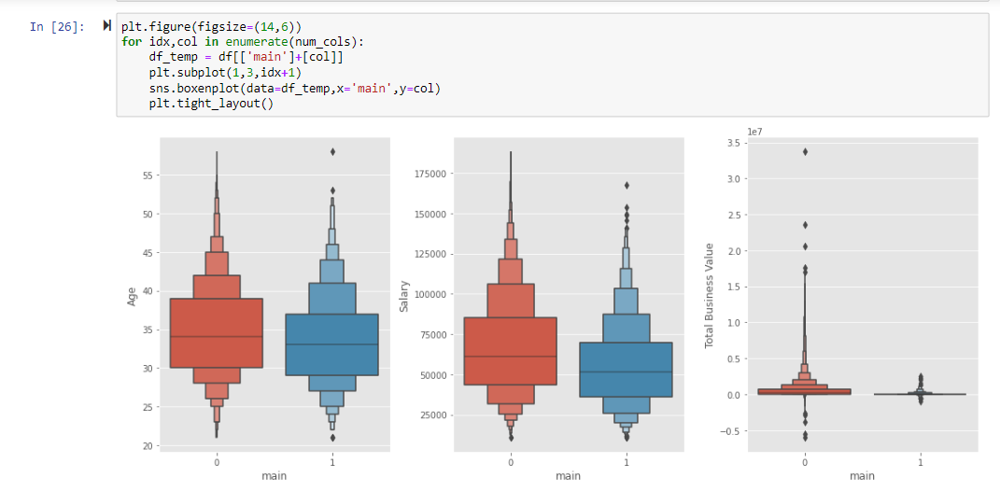 In [26]:
plt.figure(figsize=(14,6))
for idx,col in enumerate(num_cols):
    df_temp = df[['main']+[col]]
    plt.subplot(1,3,idx+1)
    sns.boxenplot(data=df_temp,x='main',y=col)
    plt.tight_layout()
55
50
45
40
35
30
25
20
Age
0 1
main
175000
150000
125000
100000
75000
50000
25000
Salary
0 1
main
1e7
3.5
3.0
2.5
2.0
1.5
1.0
0.5
0.0
−0.5
Total Business Value
0 1
main